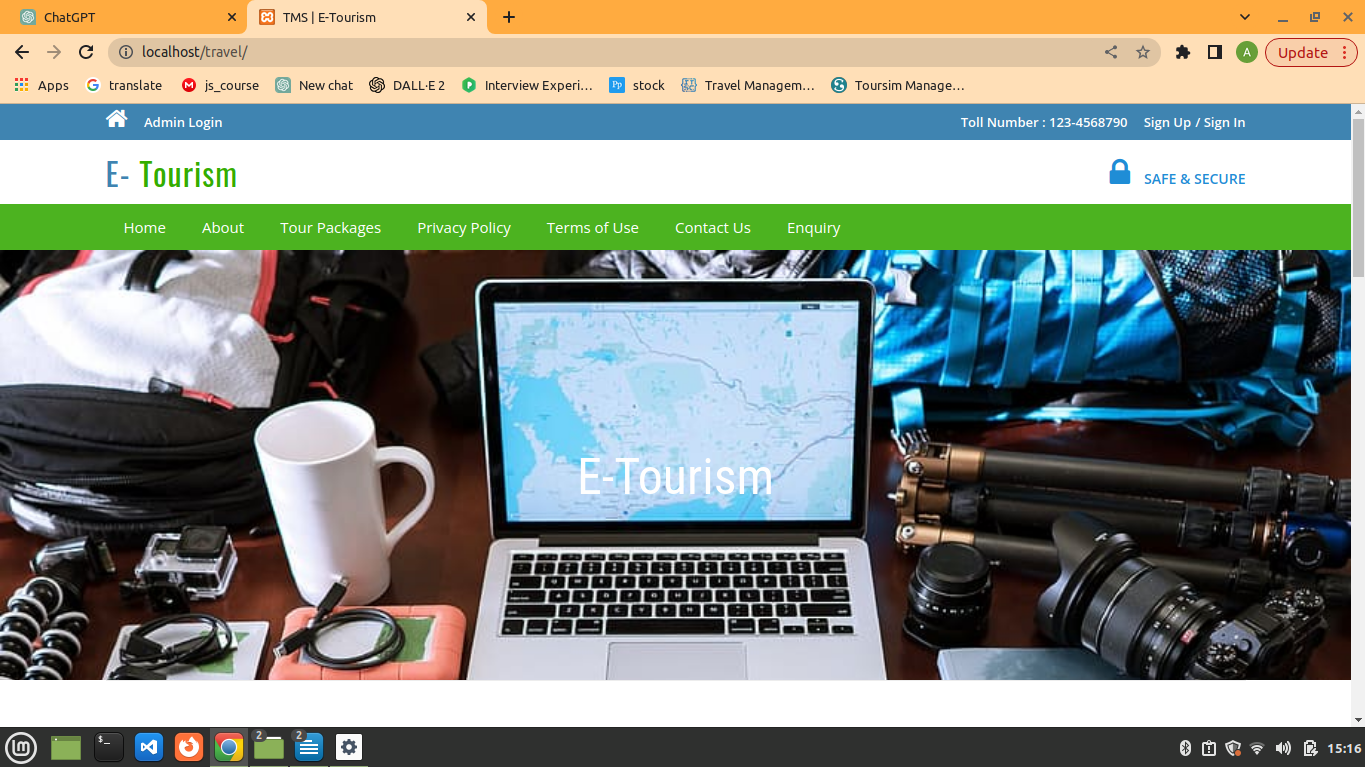 ChatGPT
TMS | E-Tourism
localhost/travel/
A
Update
Apps
translate
js_course
New chat
DALL·E 2
Interview Experi...
Pp
stock
Travel Managem...
Toursim Manage...
Admin Login
Toll Number : 123-4568790
Sign Up / Sign In
E- Tourism
SAFE & SECURE
Home
About
Tour Packages
Privacy Policy
Terms of Use
Contact Us
Enquiry
E-Tourism
2
2
15:16